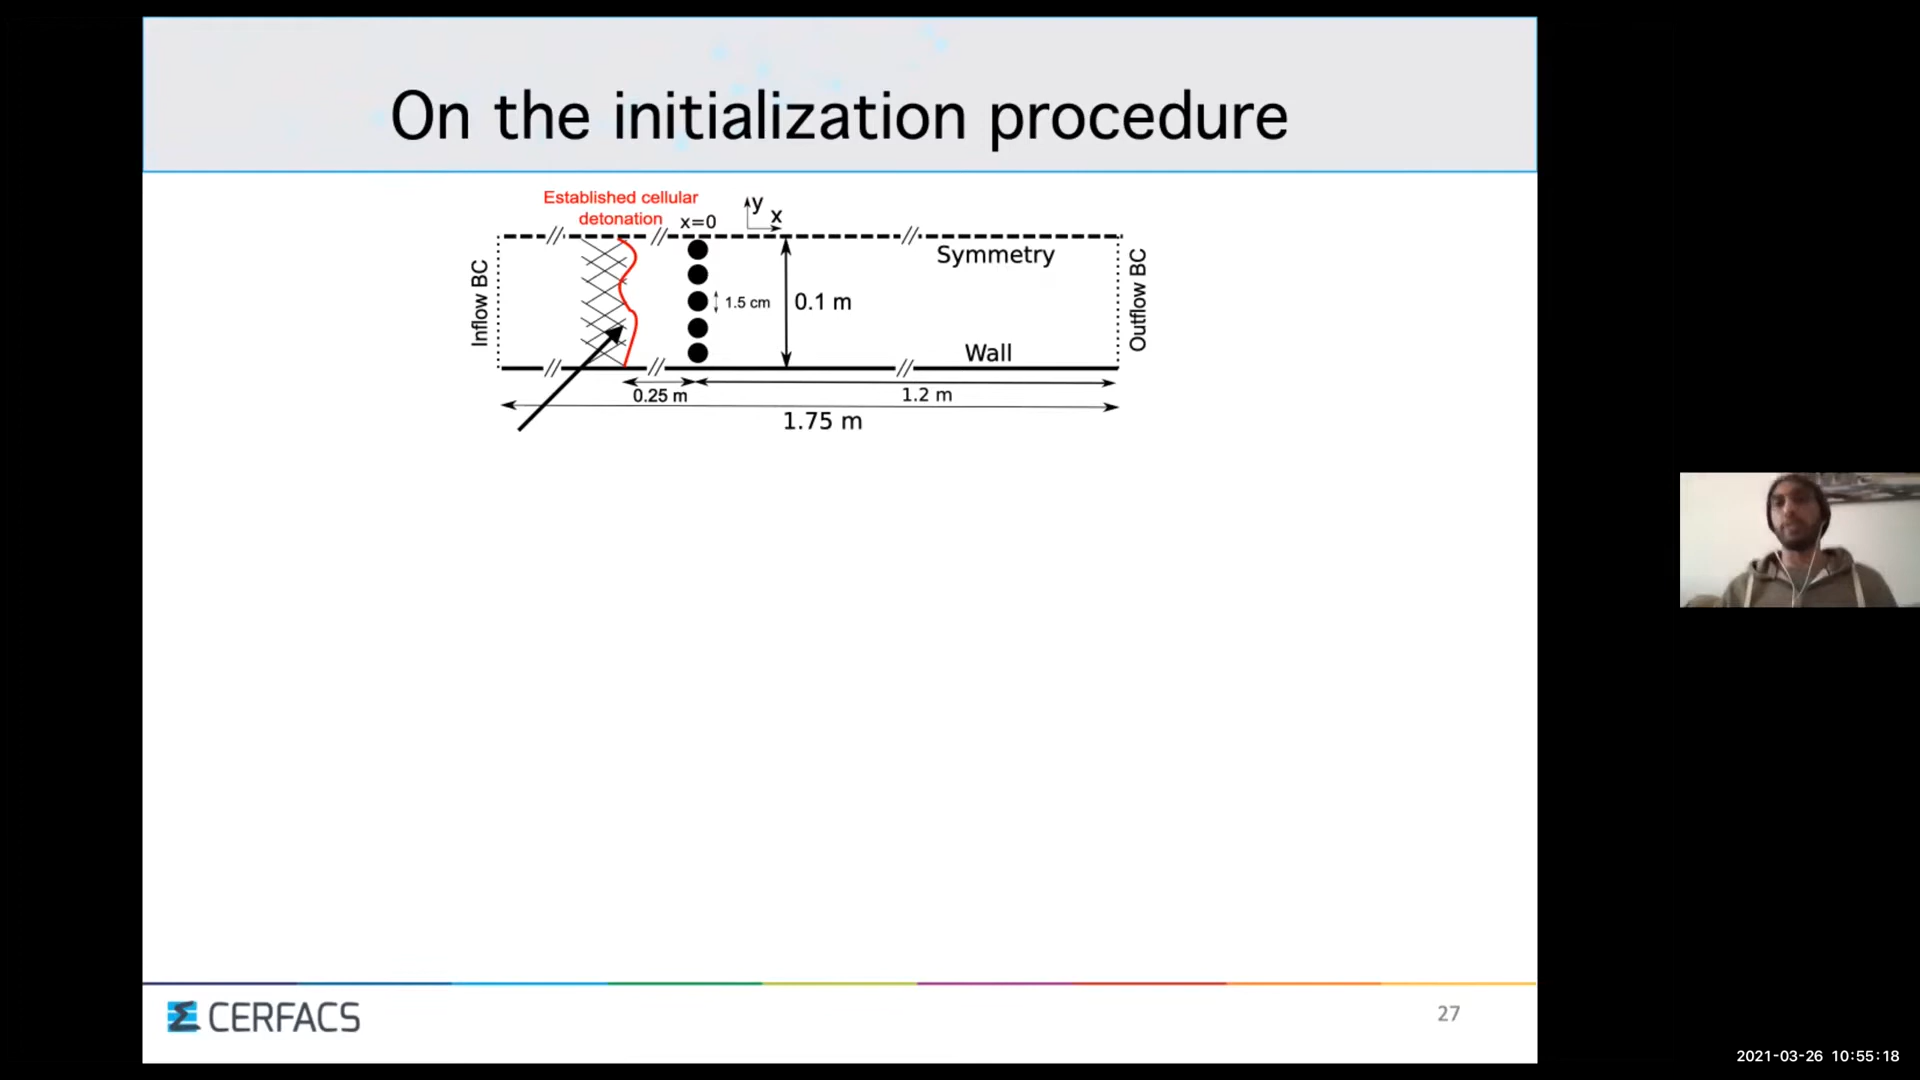 On the initialization procedure
Established cellular
detonation
x=0
y
x
Symmetry
Inflow BC
1.5 cm
0.1 m
Outflow BC
Wall
0.25 m
1.2 m
1.75 m
CERFACS
27
2021-03-26 10:55:18